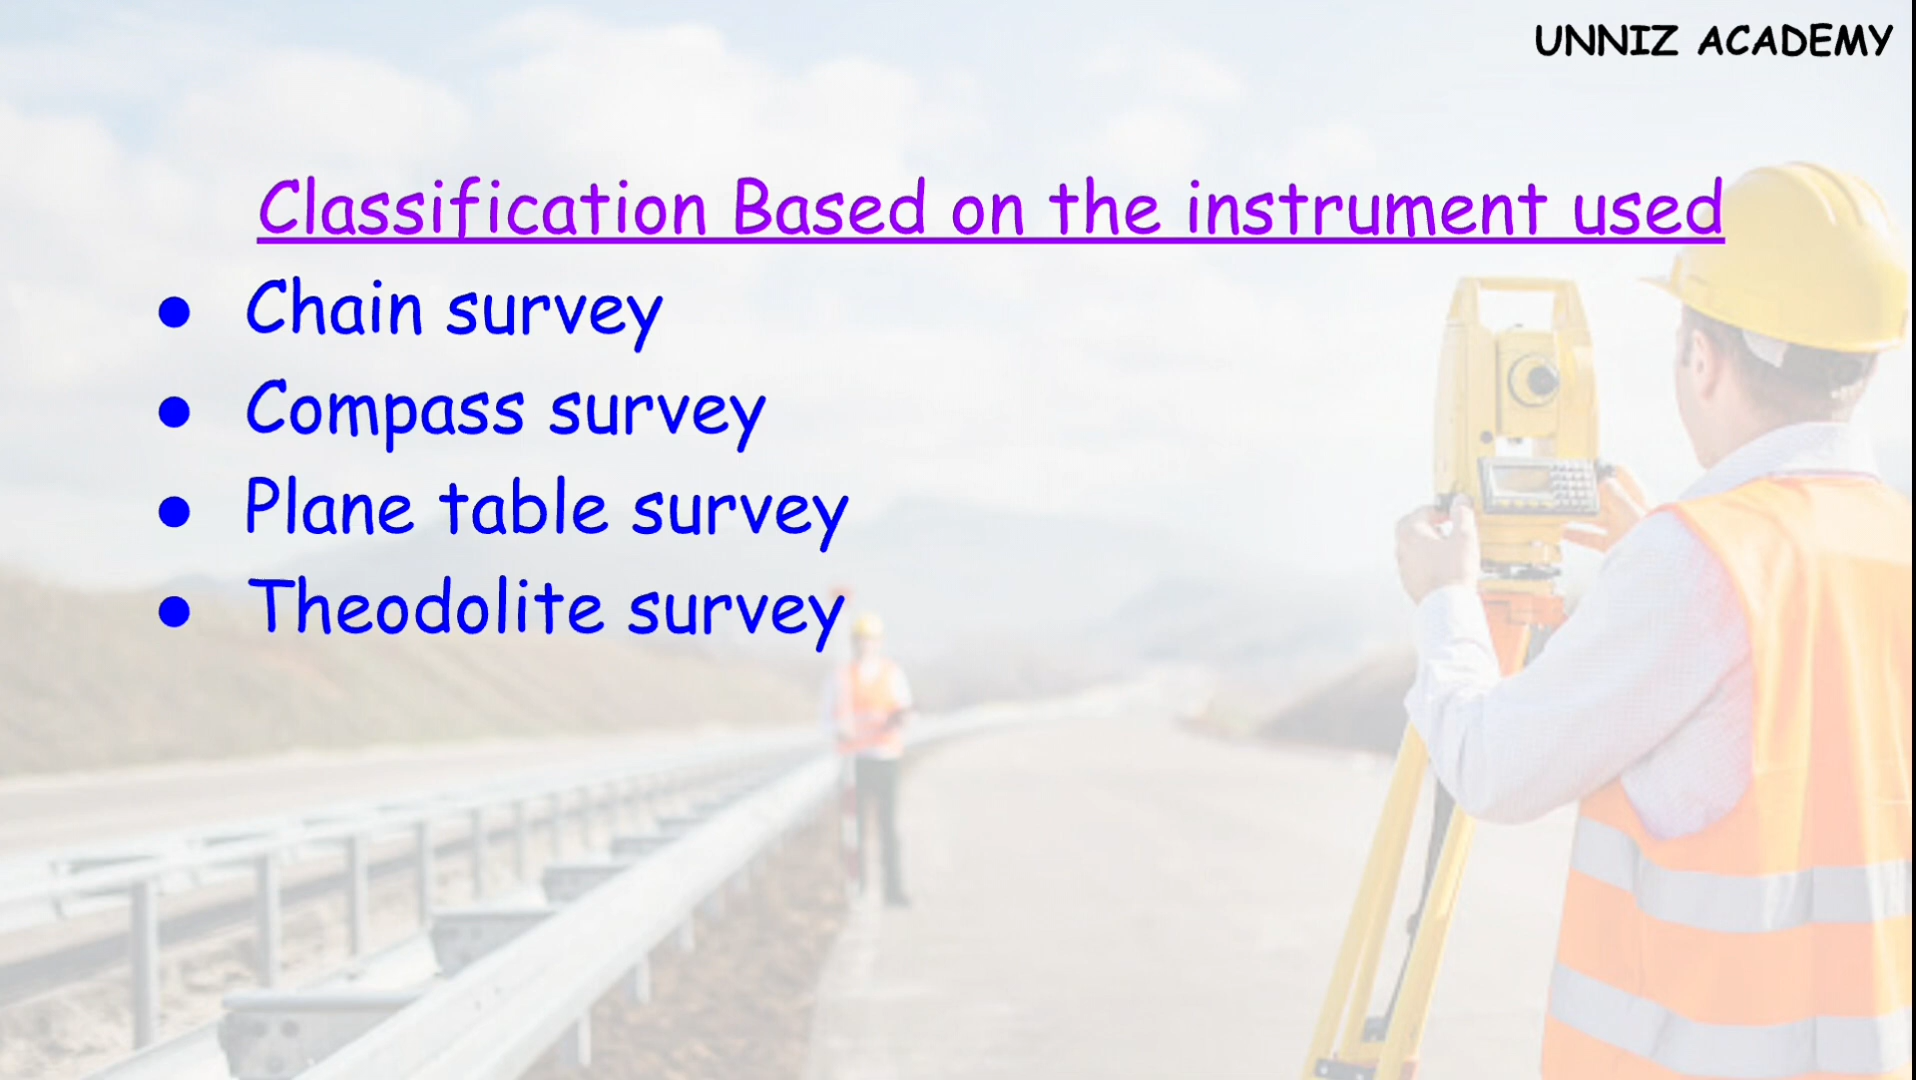 UNNIZ ACADEMY
Classification Based on the instrument used
● Chain survey
● Compass survey
● Plane table survey
● Theodolite survey